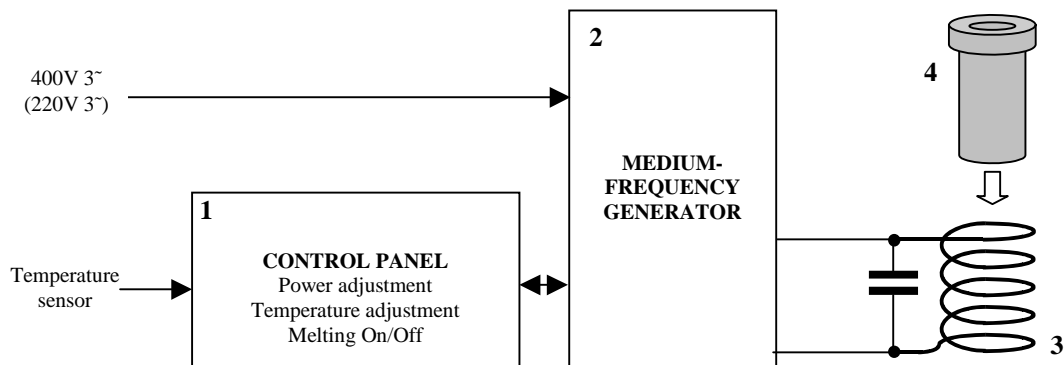 400V 3~
(220V 3~)
2
4
MEDIUM-
FREQUENCY
GENERATOR
1
CONTROL PANEL
Power adjustment
Temperature adjustment
Melting On/Off
Temperature
sensor
3